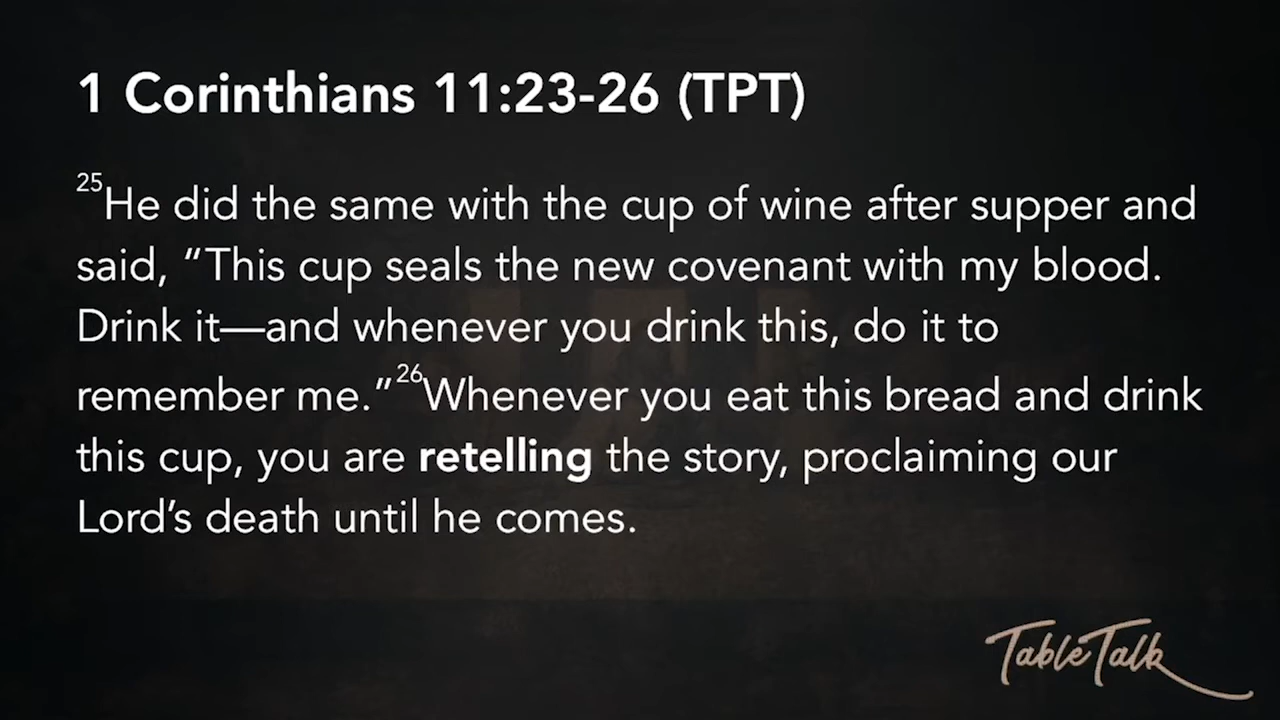 1 Corinthians 11:23-26 (TPT)
25He did the same with the cup of wine after supper and
said, “This cup seals the new covenant with my blood.
Drink it—and whenever you drink this, do it to
remember me.”26Whenever you eat this bread and drink
this cup, you are retelling the story, proclaiming our
Lord’s death until he comes.
TableTalk